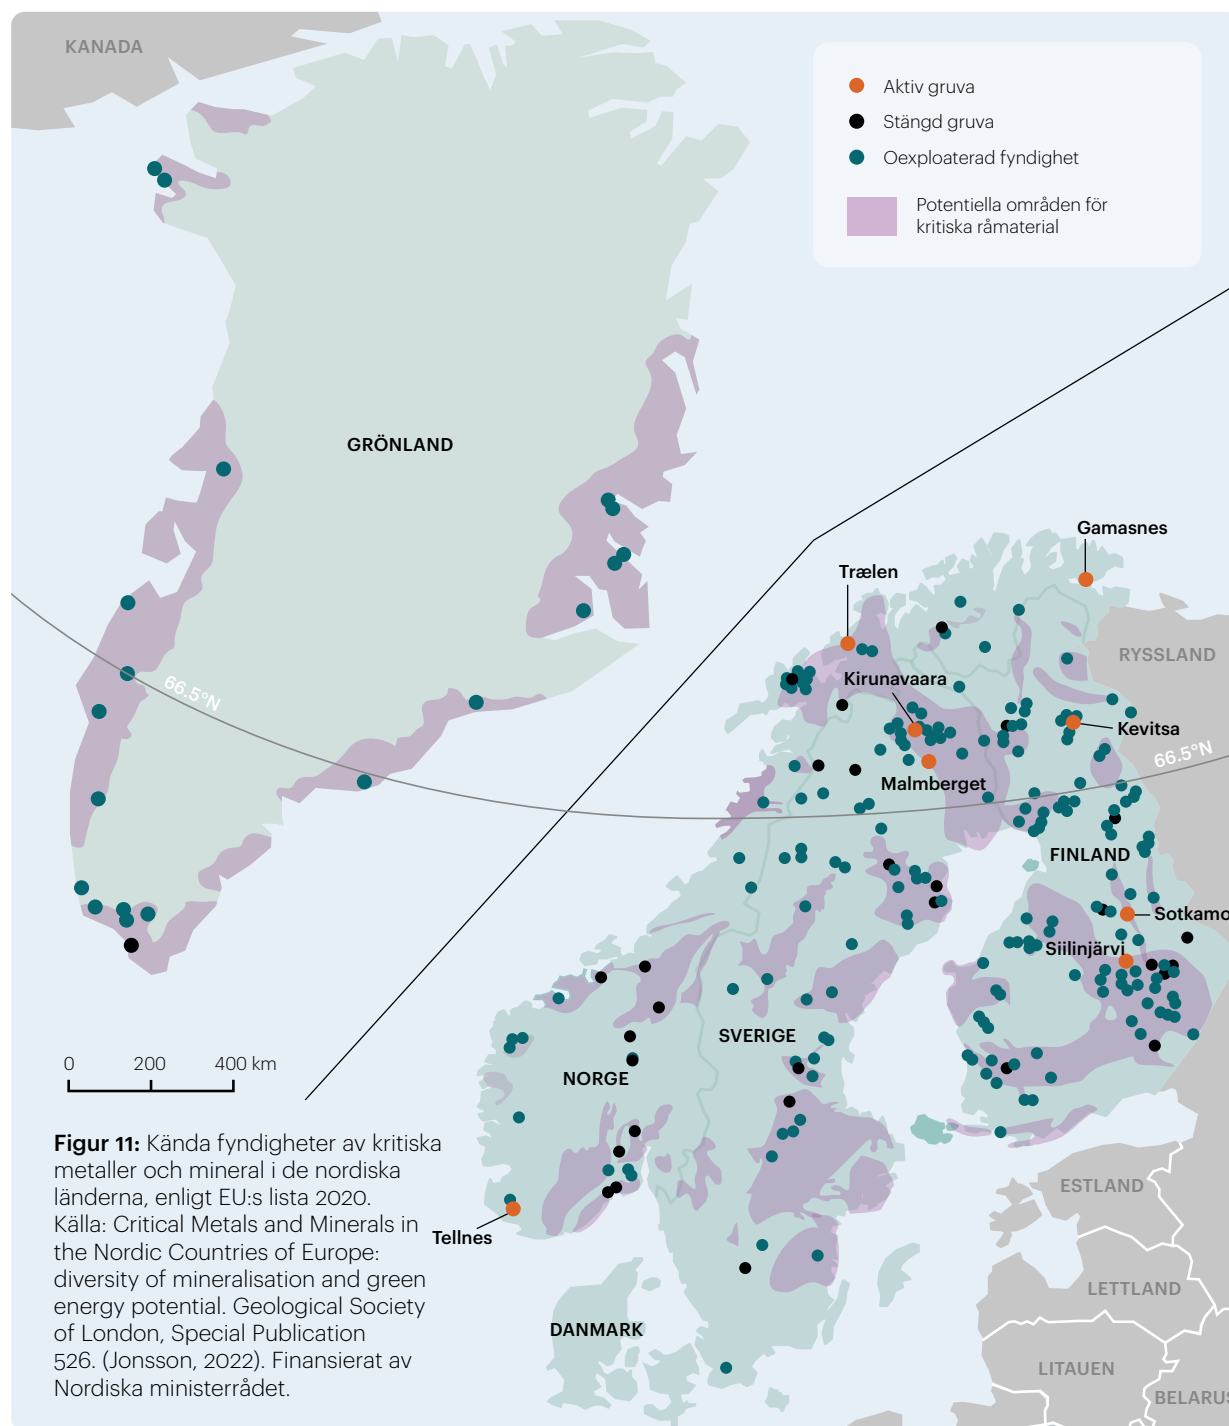 KANADA
Aktiv gruva
Stängd gruva
Oexploaterad fyndighet
Potentiella områden för
kritiska råmaterial
GRÖNLAND
66.5°N
Gamasnes
Trælen
RYSSLAND
Kirunavaara
Kevitsa
66.5°N
Malmberget
FINLAND
Sotkamo
Siilinjärvi
SVERIGE
NORGE
0 200 400 km
Figur 11: Kända fyndigheter av kritiska
metaller och mineral i de nordiska
länderna, enligt EU:s lista 2020.
Källa: Critical Metals and Minerals in
the Nordic Countries of Europe:
diversity of mineralisation and green
energy potential. Geological Society
of London, Special Publication
526. (Jonsson, 2022). Finansierat av
Nordiska ministerrådet.
Tellnes
ESTLAND
LETTLAND
DANMARK
LITAUEN
BELARUS